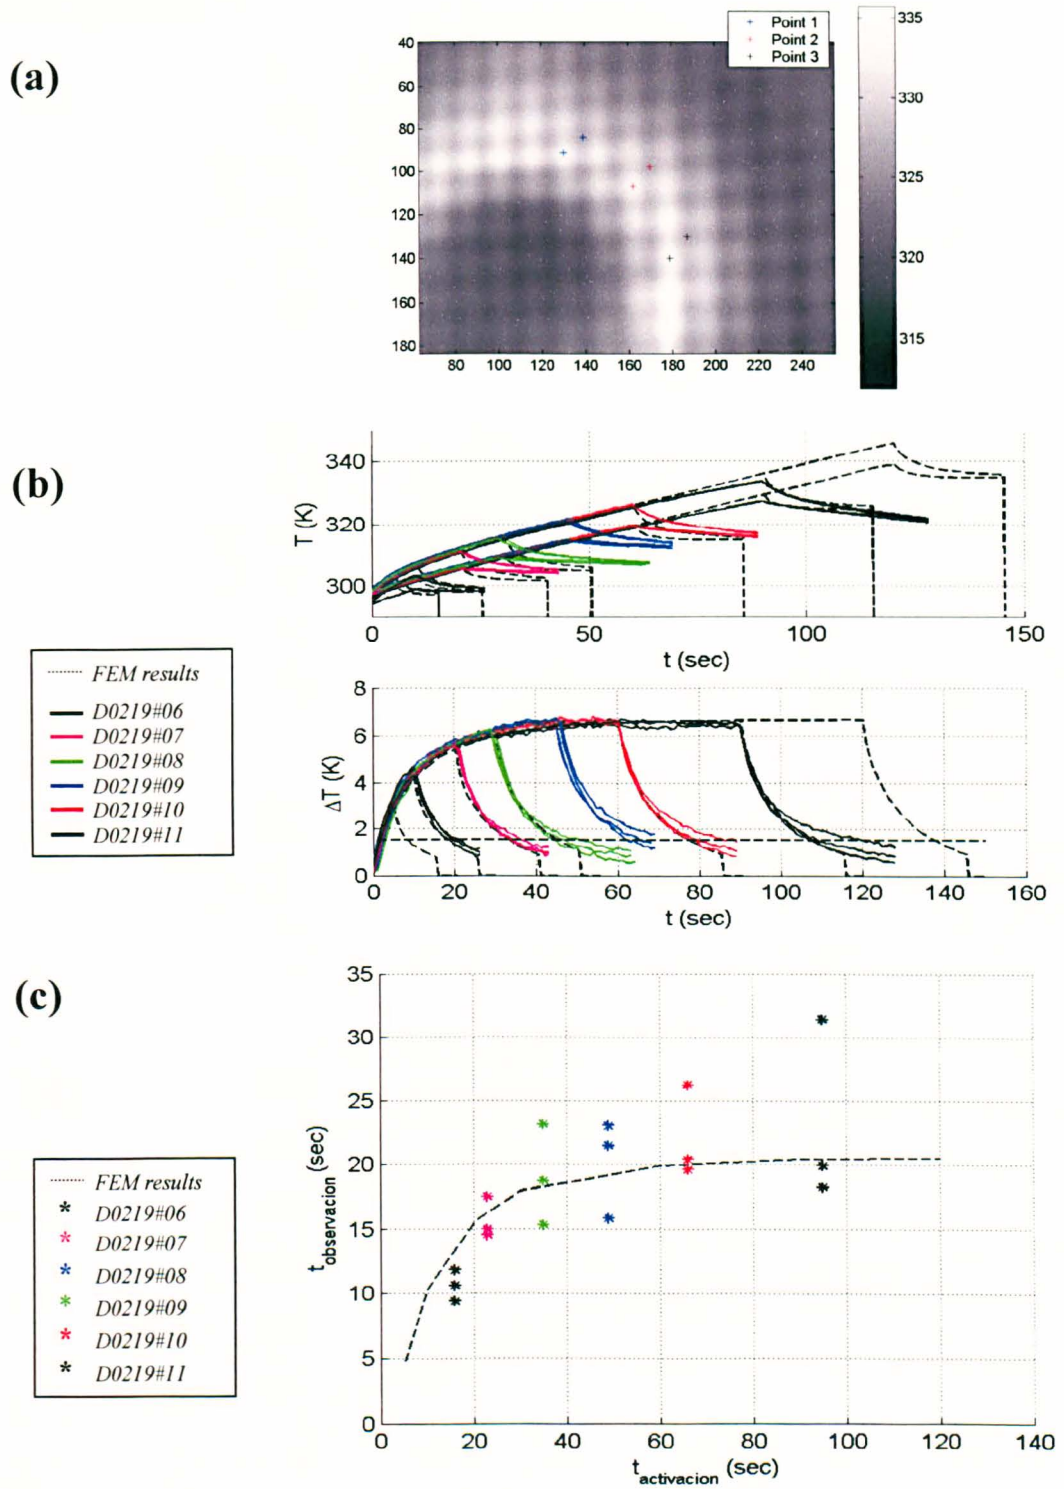 (a)
Point 1
Point 2
Point 3
40
60
80
100
120
140
160
180
80 100 120 140 160 180 200 220 240
335
330
325
320
315
(b)
T (K)
340
320
300
0 50 100 150
t (sec)
FEM results
D0219#06
D0219#07
D0219#08
D0219#09
D0219#10
D0219#11
ΔT (K)
8
6
4
2
0
0 20 40 60 80 100 120 140 160
t (sec)
(c)
t observacion (sec)
35
30
25
20
15
10
5
0
0 20 40 60 80 100 120 140
t activacion (sec)
FEM results
D0219#06
D0219#07
D0219#08
D0219#09
D0219#10
D0219#11